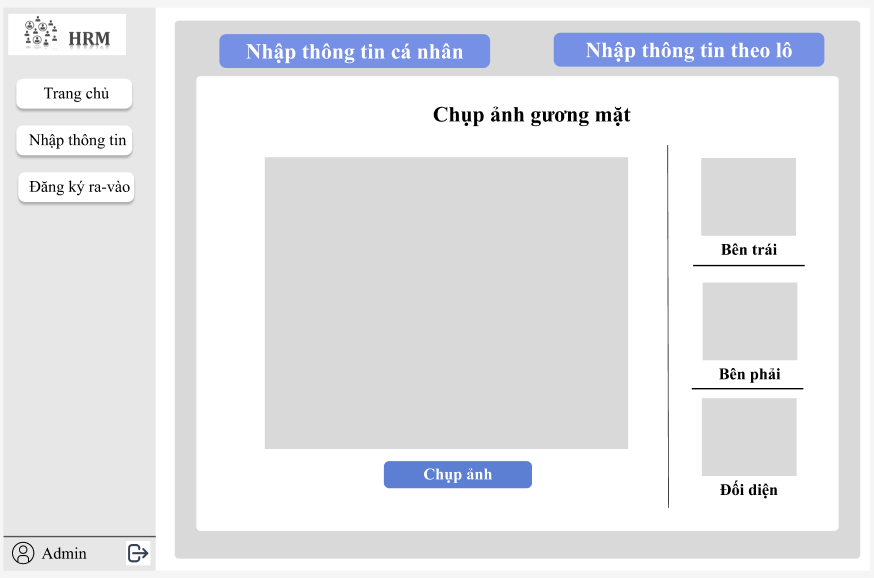 HRM
Trang chủ
Nhập thông tin
Đăng ký ra-vào
Admin
Nhập thông tin cá nhân
Nhập thông tin theo lô
Chụp ảnh gương mặt
Chụp ảnh
Bên trái
Bên phải
Đối diện